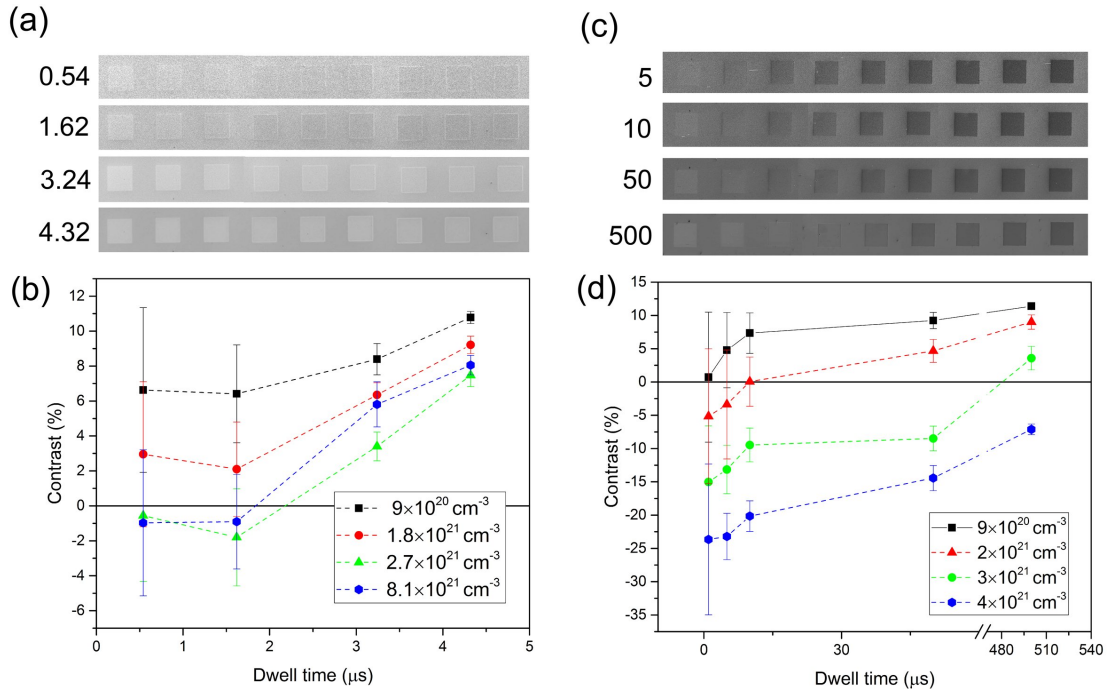 (a)
0.54
1.62
3.24
4.32
(c)
5
10
50
500
(b)
12
10
8
6
4
2
0
-2
-4
-6
Contrast (%)
9×10²⁰ cm⁻³
1.8×10²¹ cm⁻³
2.7×10²¹ cm⁻³
8.1×10²¹ cm⁻³
0 1 2 3 4 5
Dwell time (μs)
(d)
15
10
5
0
-5
-10
-15
-20
-25
-30
-35
Contrast (%)
9×10²⁰ cm⁻³
2×10²¹ cm⁻³
3×10²¹ cm⁻³
4×10²¹ cm⁻³
0 30 480 510 540
Dwell time (μs)